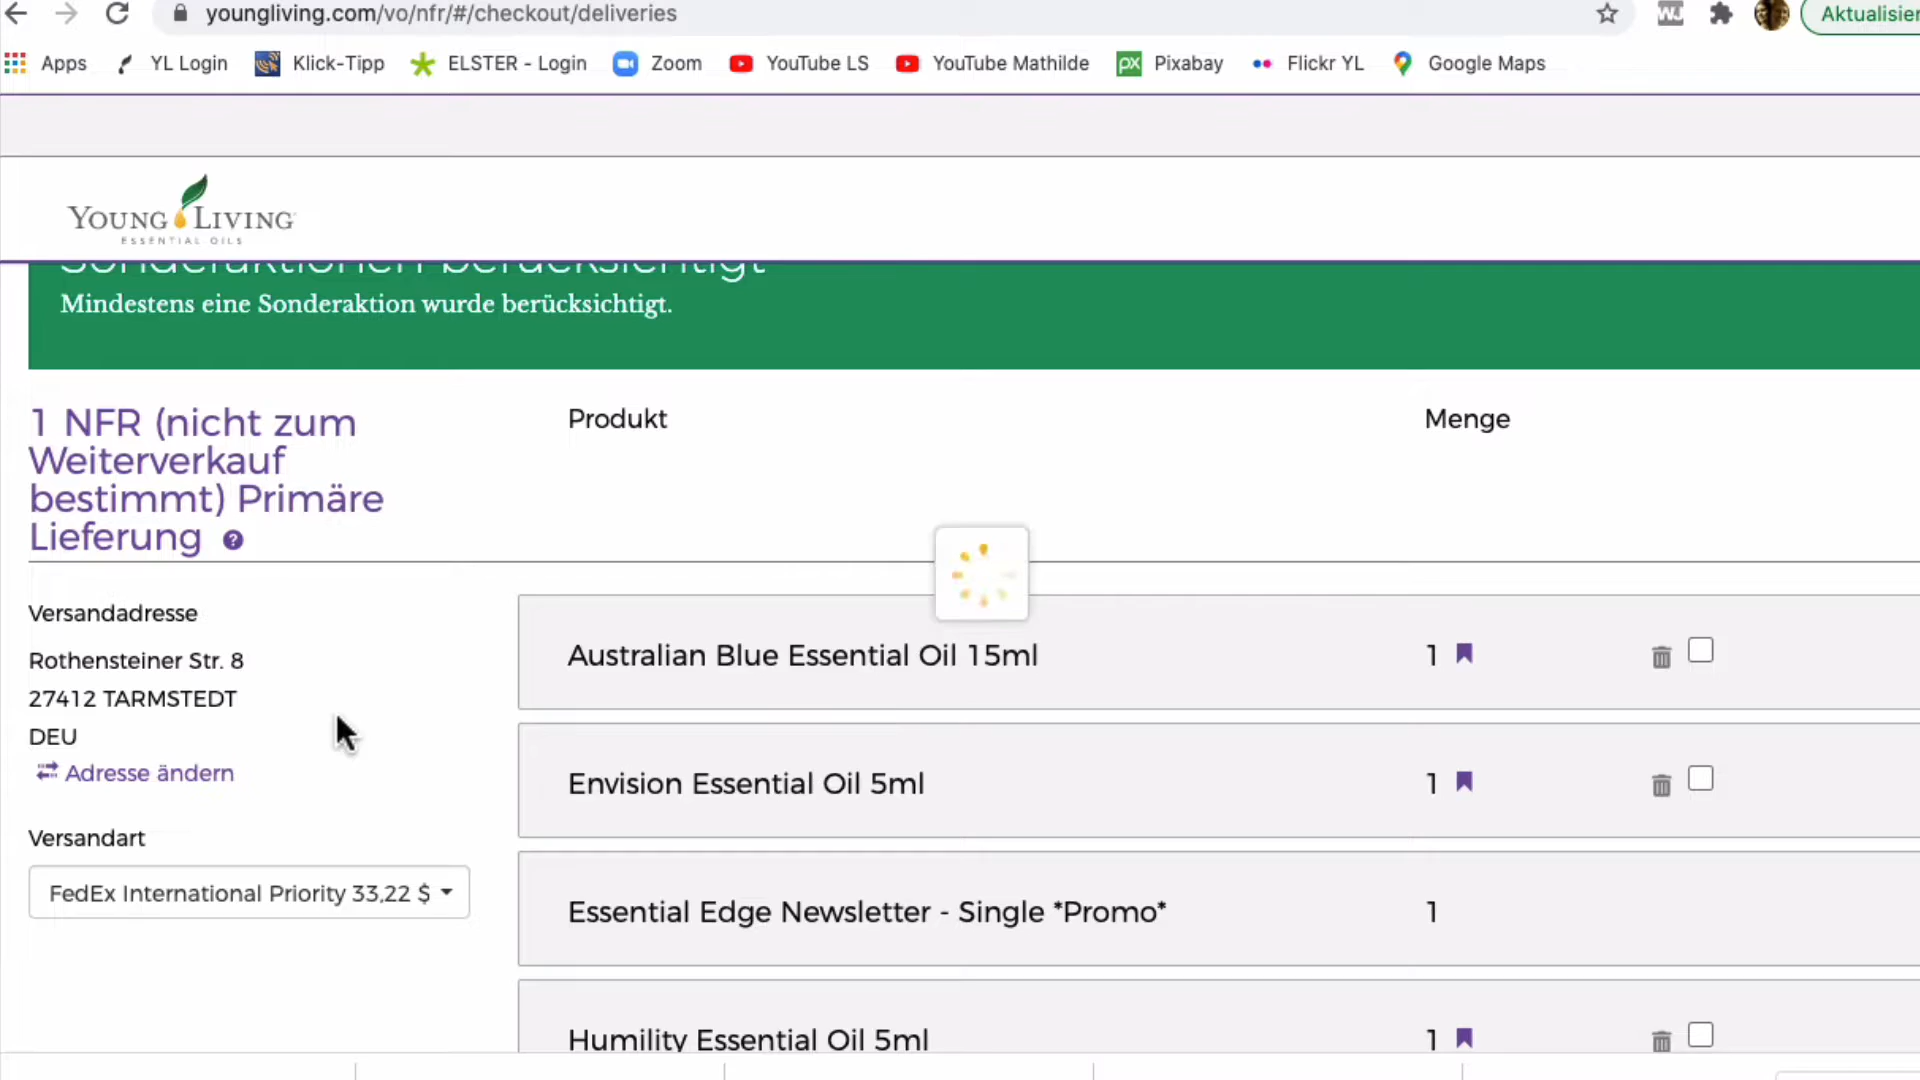 youngliving.com/vo/nfr/#/checkout/deliveries
Aktualisier
Apps YL Login Klick-Tipp ELSTER - Login Zoom YouTube LS YouTube Mathilde Pixabay Flickr YL Google Maps
YOUNG LIVING
ESSENTIAL OILS
Sonderaktionen berücksichtigt
Mindestens eine Sonderaktion wurde berücksichtigt.
1 NFR (nicht zum
Weiterverkauf
bestimmt) Primäre
Lieferung ?
Produkt Menge
Versandadresse
Rothensteiner Str. 8
27412 TARMSTEDT
DEU
Adresse ändern
Versandart
FedEx International Priority 33,22 $
Australian Blue Essential Oil 15ml 1
Envision Essential Oil 5ml 1
Essential Edge Newsletter - Single *Promo* 1
Humility Essential Oil 5ml 1